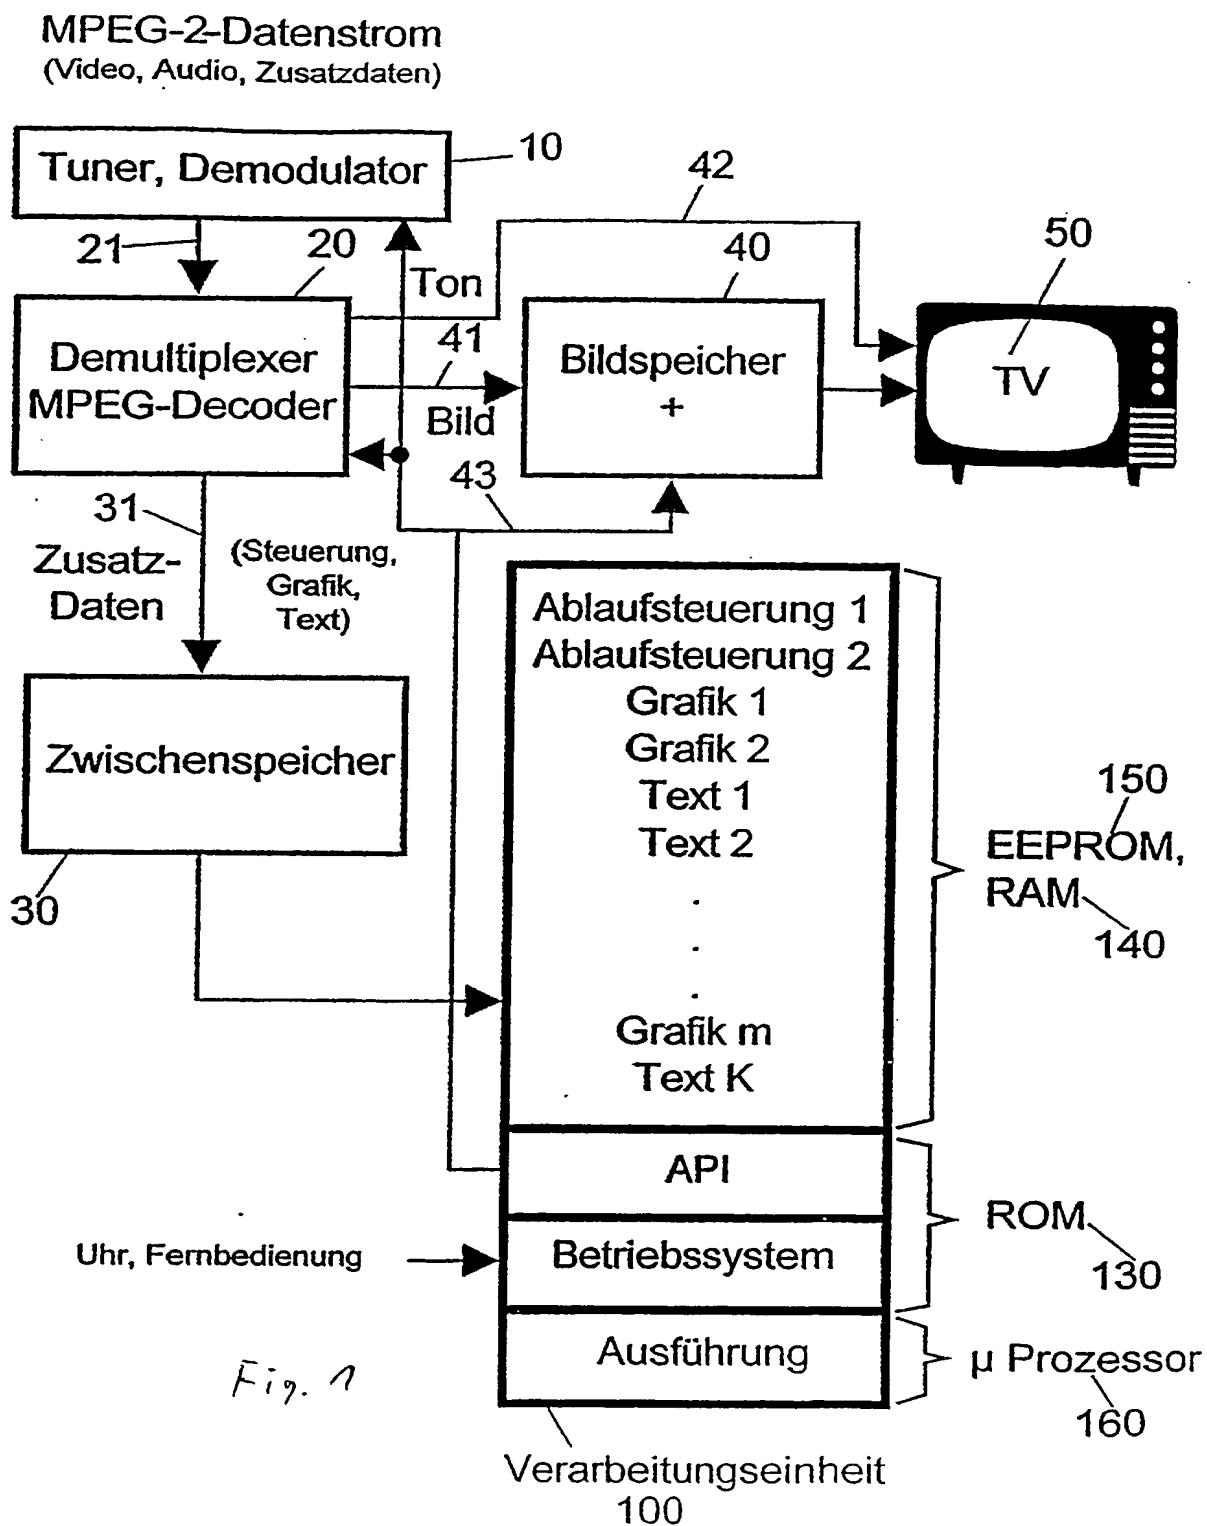 MPEG-2-Datenstrom
(Video, Audio, Zusatzdaten)
Tuner, Demodulator
10
21
20
42
40
50
Ton
41
Demultiplexer
MPEG-Decoder
Bild
Bildspeicher
+
TV
43
31
Zusatz-
Daten
(Steuerung,
Grafik,
Text)
Zwischenspeicher
30
Ablaufsteuerung 1
Ablaufsteuerung 2
Grafik 1
Grafik 2
Text 1
Text 2
.
.
.
Grafik m
Text K
150
EEPROM,
RAM
140
API
ROM
130
Uhr, Fernbedienung
Betriebssystem
Ausführung
µ Prozessor
160
Fig. 1
Verarbeitungseinheit
100